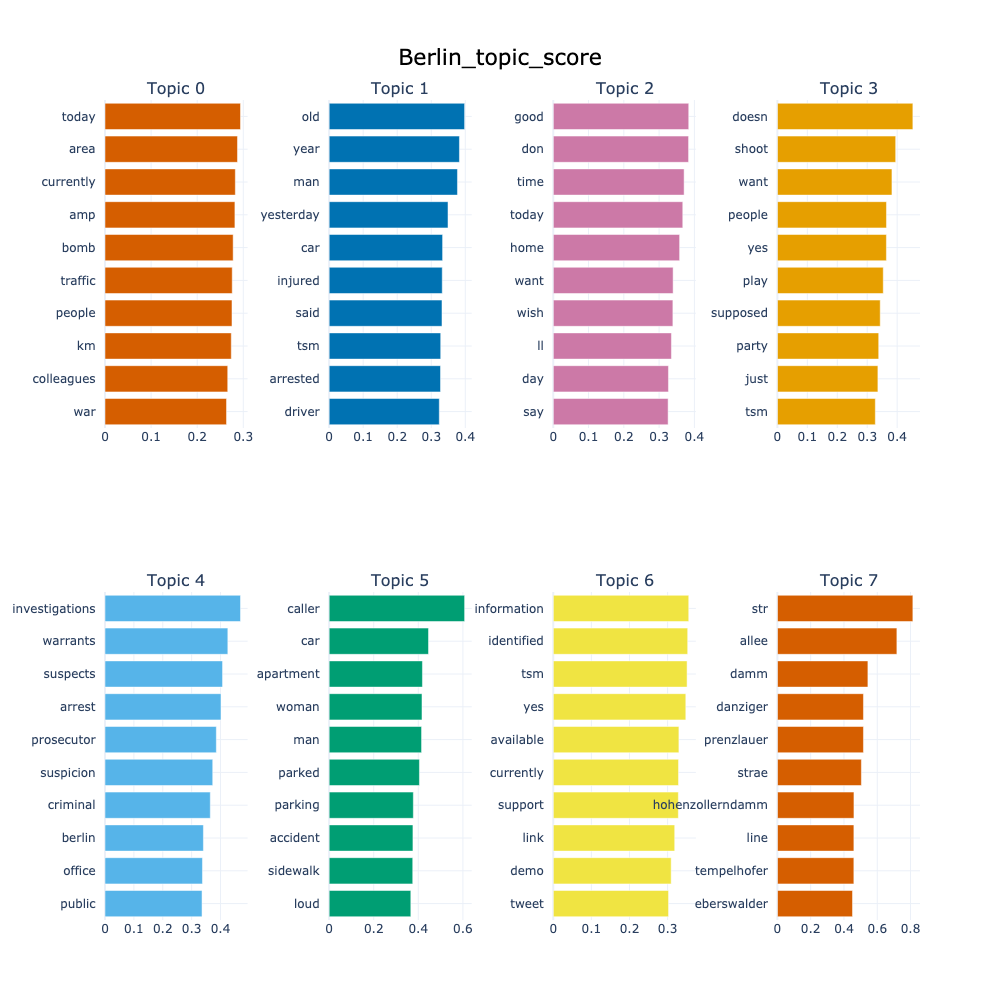 Berlin_topic_score
Topic 0
today
area
currently
amp
bomb
traffic
people
km
colleagues
war
0 0.1 0.2 0.3
Topic 1
old
year
man
yesterday
car
injured
said
tsm
arrested
driver
0 0.1 0.2 0.3 0.4
Topic 2
good
don
time
today
home
want
wish
ll
day
say
0 0.1 0.2 0.3 0.4
Topic 3
doesn
shoot
want
people
yes
play
supposed
party
just
tsm
0 0.1 0.2 0.3 0.4
Topic 4
investigations
warrants
suspects
arrest
prosecutor
suspicion
criminal
berlin
office
public
0 0.1 0.2 0.3 0.4
Topic 5
caller
car
apartment
woman
man
parked
parking
accident
sidewalk
loud
0 0.2 0.4 0.6
Topic 6
information
identified
tsm
yes
available
currently
support
link
demo
tweet
0 0.1 0.2 0.3
Topic 7
str
allee
damm
danziger
prenzlauer
strae
hohenzollerndamm
line
tempelhofer
eberswalder
0 0.2 0.4 0.6 0.8